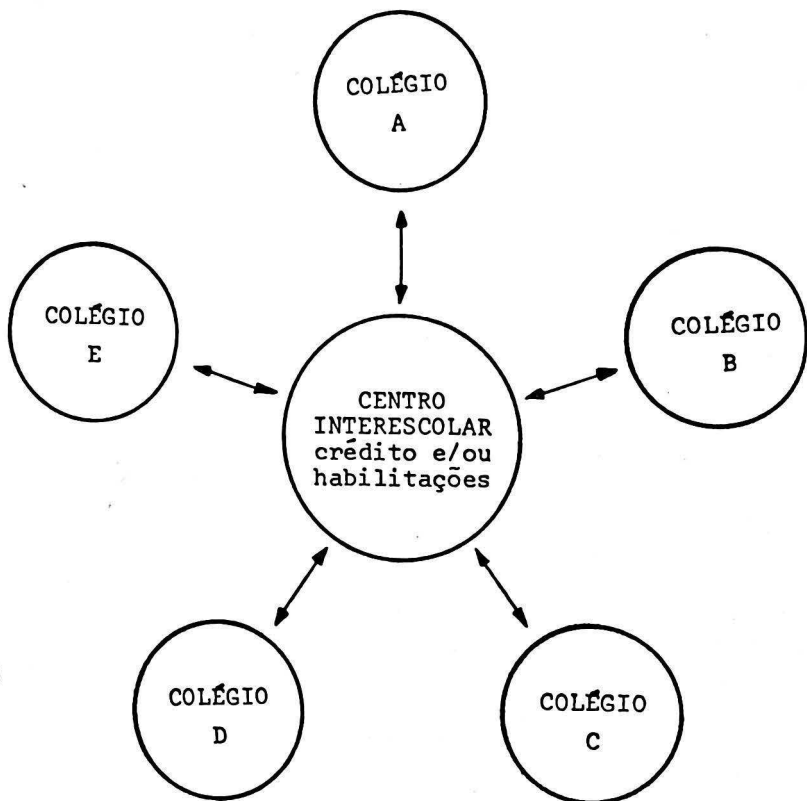 COLÉGIO
A
COLÉGIO
E
COLÉGIO
B
CENTRO
INTERESCOLAR
crédito e/ou
habilitações
COLÉGIO
D
COLÉGIO
C